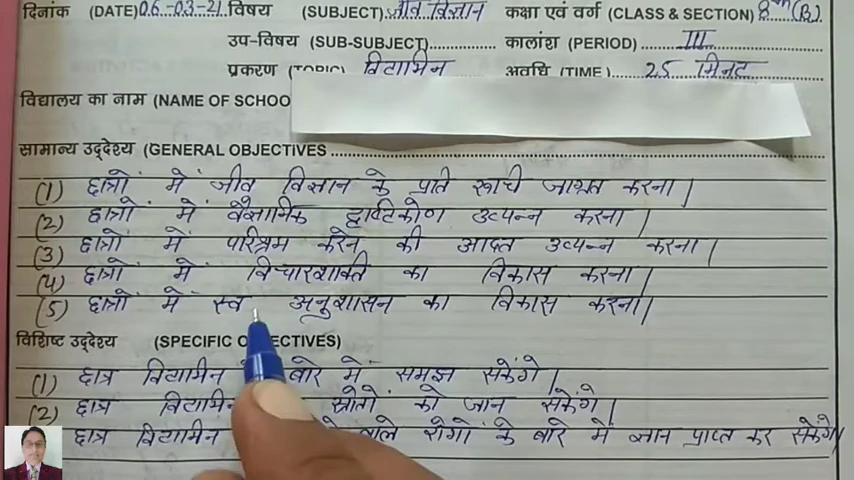 दिनांक (DATE) 06-03-21 विषय (SUBJECT) जीव विज्ञान कक्षा एवं वर्ग (CLASS & SECTION) 8th (B)
उप-विषय (SUB-SUBJECT) कालांश (PERIOD) III
प्रकरण (TOPIC) विटामिन अवधि (TIME) 25 मिनट
विद्यालय का नाम (NAME OF SCHOO
सामान्य उद्देश्य (GENERAL OBJECTIVES
(1) छात्रों में जीव विज्ञान के प्रति रूचि जाग्रत करना |
(2) छात्रों में वैज्ञानिक दृष्टिकोण उत्पन्न करना |
(3) छात्रों में परिश्रम करने की आदत उत्पन्न करना |
(4) छात्रों में विचारशक्ति का विकास करना |
(5) छात्रों में स्व अनुशासन का विकास करना |
विशिष्ट उद्देश्य (SPECIFIC OBJECTIVES)
(1) छात्र विटामिन के बारे में समझ सकेंगे |
(2) छात्र विटामिन स्रोतों को जान सकेंगे |
छात्र विटामिन वाले रोगों के बारे में ज्ञान प्राप्त कर सकेंगे |